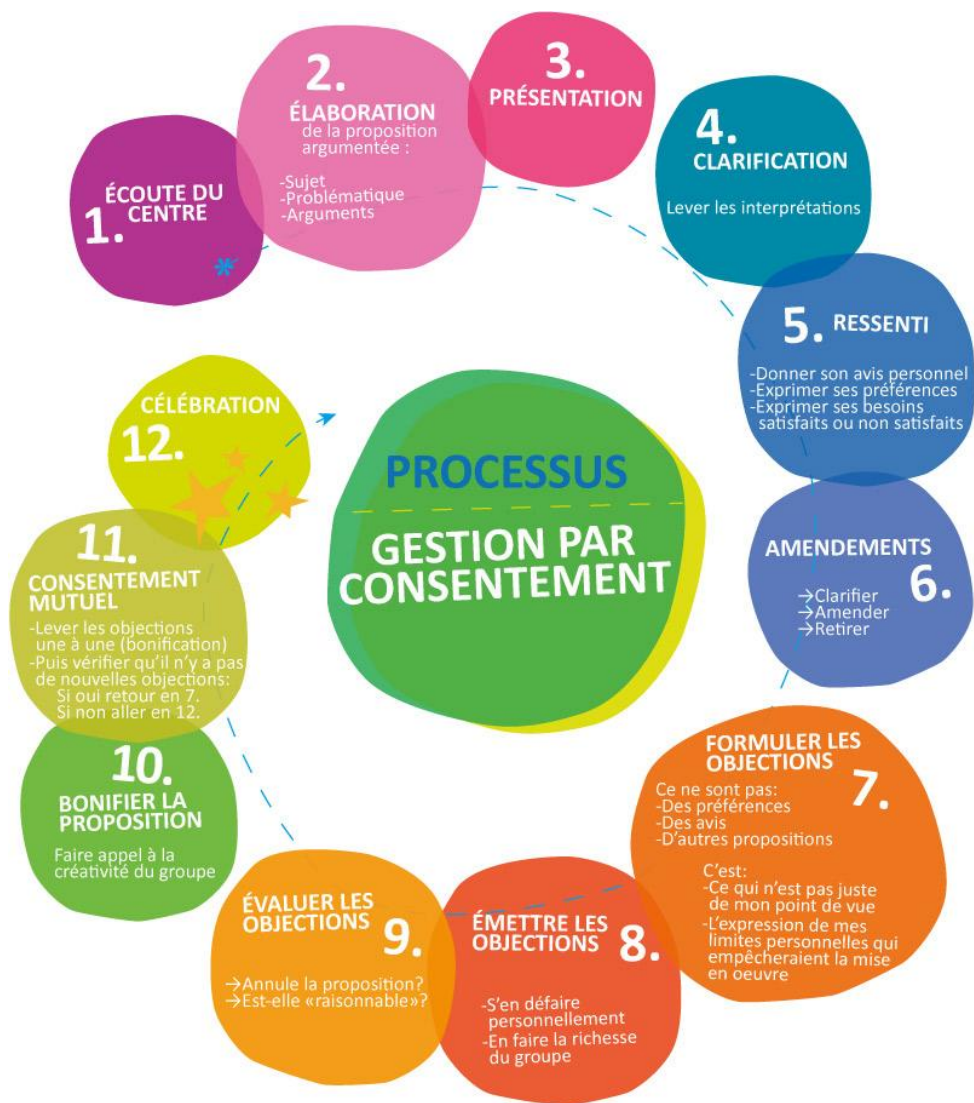 PROCESSUS
GESTION PAR
CONSENTEMENT
1.
ÉCOUTE DU
CENTRE
2.
ÉLABORATION
de la proposition
argumentée :
-Sujet
-Problématique
-Arguments
3.
PRÉSENTATION
4.
CLARIFICATION
Lever les interprétations
5. RESSENTI
-Donner son avis personnel
-Exprimer ses préférences
-Exprimer ses besoins
satisfaits ou non satisfaits
AMENDEMENTS
6.
→Clarifier
→Amender
→Retirer
FORMULER LES
OBJECTIONS
7.
Ce ne sont pas:
-Des préférences
-Des avis
-D'autres propositions
C'est:
-Ce qui n'est pas juste
de mon point de vue
-L'expression de mes
limites personnelles qui
empêcheraient la mise
en oeuvre
ÉMETTRE LES
OBJECTIONS
8.
-S'en défaire
personnellement
-En faire la richesse
du groupe
ÉVALUER LES
OBJECTIONS
9.
→Annule la proposition?
→Est-elle «raisonnable»?
10.
BONIFIER LA
PROPOSITION
Faire appel à la
créativité du groupe
11.
CONSENTEMENT
MUTUEL
-Lever les objections
une à une (bonification)
-Puis vérifier qu'il n'y a pas
de nouvelles objections:
Si oui retour en 7.
Si non aller en 12.
CÉLÉBRATION
12.